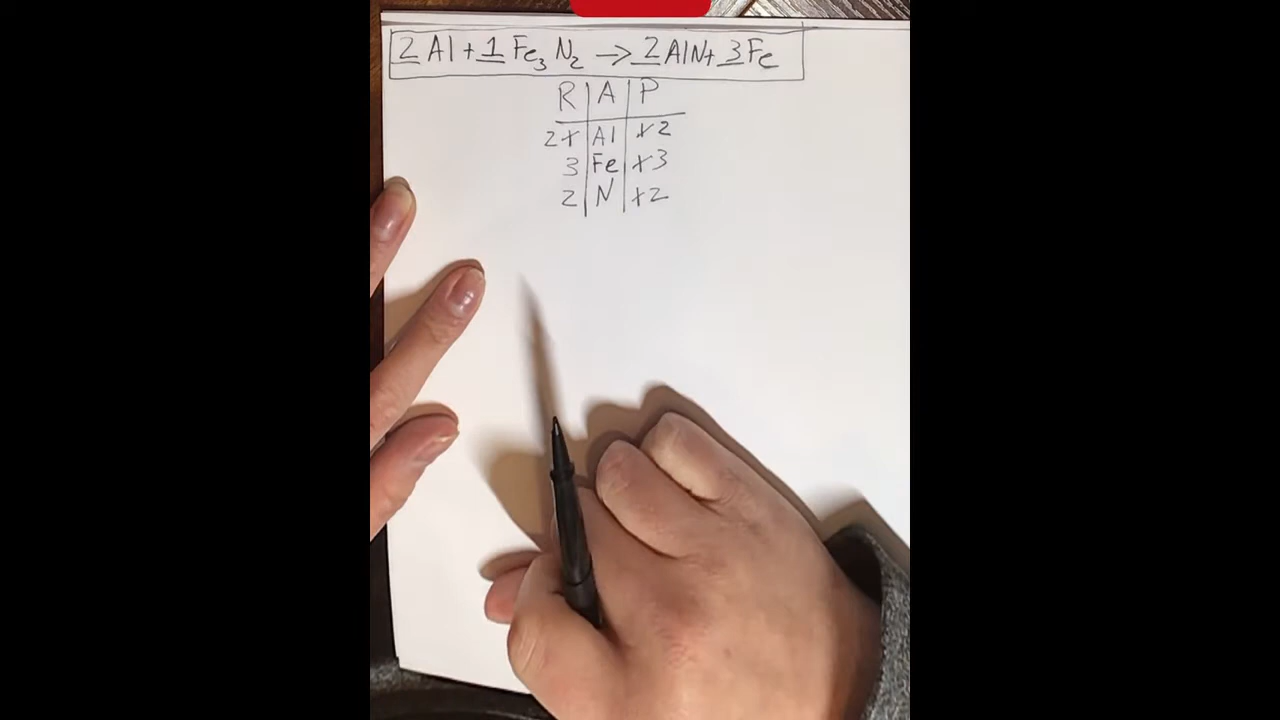 2 Al + 1 Fe₃ N₂ → 2 AlN + 3 Fe
R A P
2 Al 2
3 Fe 3
2 N 2